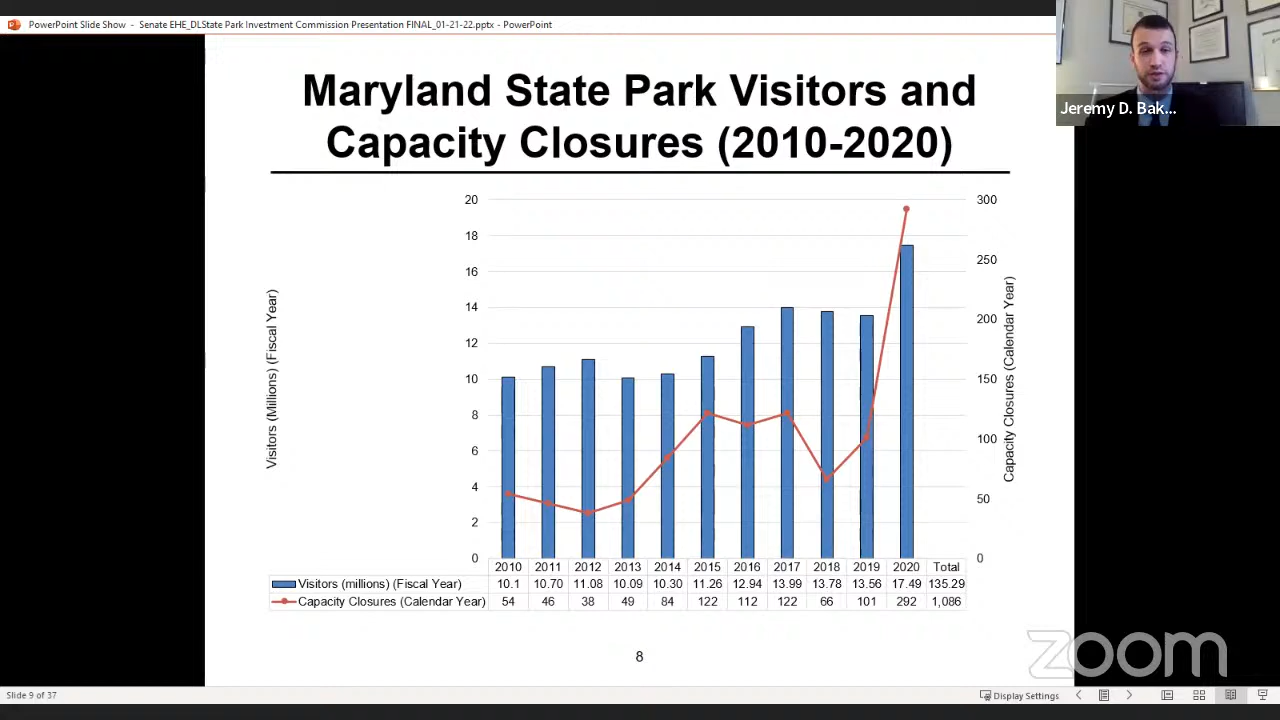 PowerPoint Slide Show - Senate EHE_DLState Park Investment Commission Presentation FINAL_01-21-22.pptx - PowerPoint
Jeremy D. Bak...
Maryland State Park Visitors and
Capacity Closures (2010-2020)
Visitors (Millions) (Fiscal Year)
20
18
16
14
12
10
8
6
4
2
0
300
250
200
150
100
50
0
Capacity Closures (Calendar Year)
2010 2011 2012 2013 2014 2015 2016 2017 2018 2019 2020 Total
Visitors (millions) (Fiscal Year) 10.1 10.70 11.08 10.09 10.30 11.26 12.94 13.99 13.78 13.56 17.49 135.29
Capacity Closures (Calendar Year) 54 46 38 49 84 122 112 122 66 101 292 1,086
8
zoom
Slide 9 of 37
Display Settings